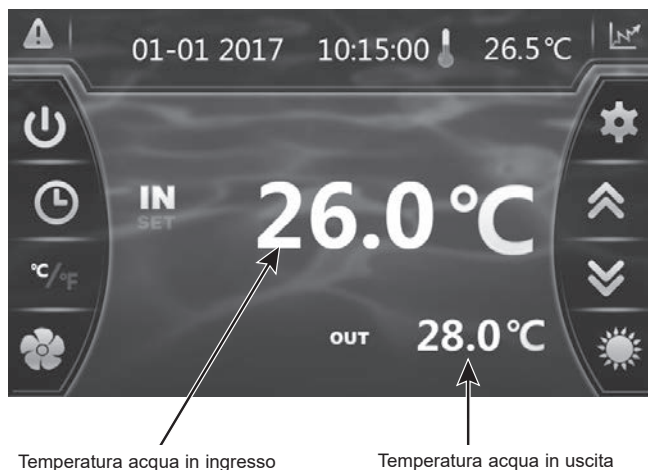 01-01 2017 10:15:00 26.5°C
IN 26.0°C
SET
°C/°F
OUT 28.0°C
Temperatura acqua in ingresso Temperatura acqua in uscita